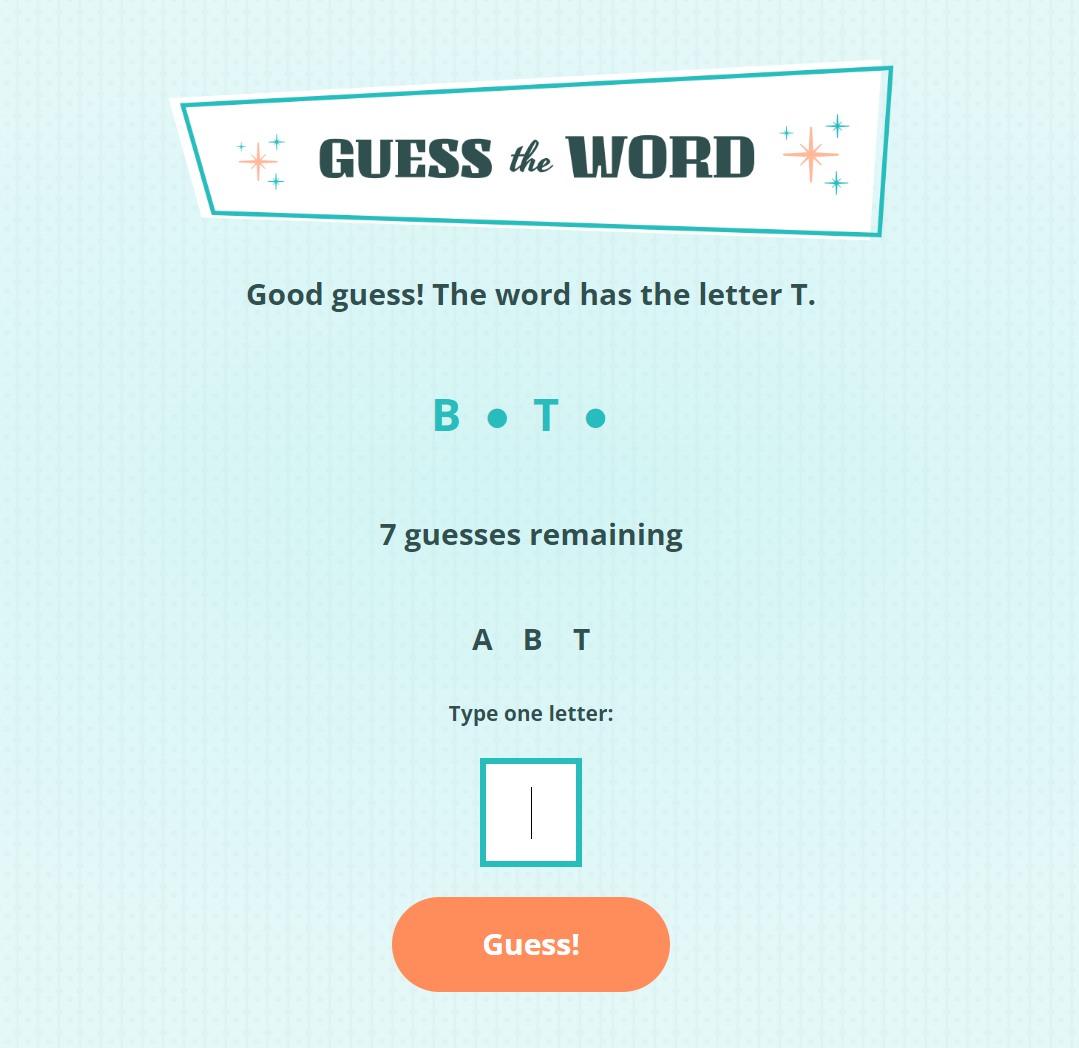 GUESS the WORD
Good guess! The word has the letter T.
B ● T ●
7 guesses remaining
A B T
Type one letter:
Guess!